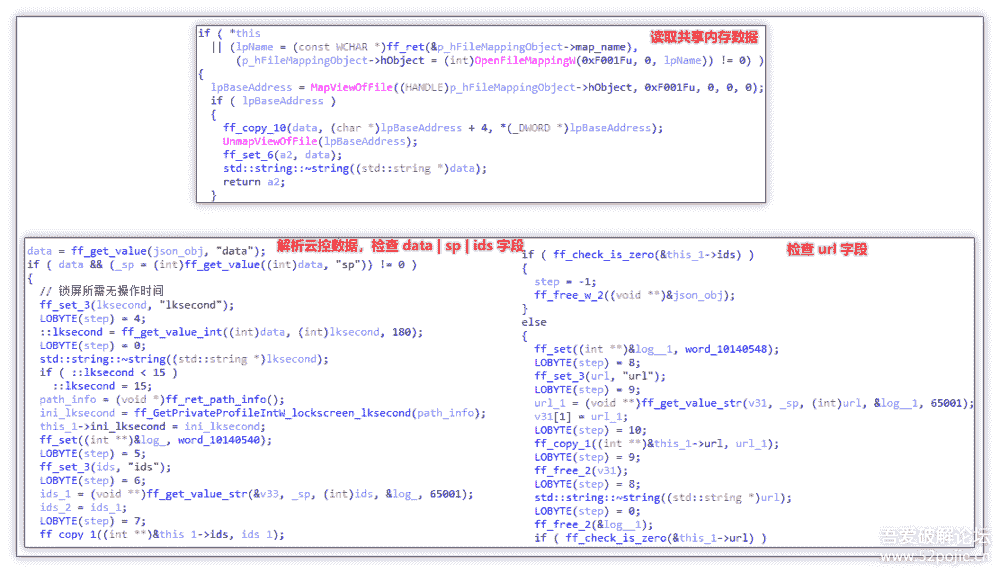 if ( *this
|| (lpName = (const WCHAR *)ff_ret(&p_hFileMappingObject->map_name),
(p_hFileMappingObject->hObject = (int)OpenFileMappingW(0xF001Fu, 0, lpName)) != 0) )
读取共享内存数据
{
lpBaseAddress = MapViewOfFile((HANDLE)p_hFileMappingObject->hObject, 0xF001Fu, 0, 0, 0);
if ( lpBaseAddress )
{
ff_copy_10(data, (char *)lpBaseAddress + 4, *(_DWORD *)lpBaseAddress);
UnmapViewOfFile(lpBaseAddress);
ff_set_6(a2, data);
std::string::~string((std::string *)data);
return a2;
}
解析云控数据，检查 data | sp | ids 字段
data = ff_get_value(json_obj, "data");
if ( data && (_sp = (int)ff_get_value((int)data, "sp")) != 0 )
{
// 锁屏所需无操作时间
ff_set_3(lksecond, "lksecond");
LOBYTE(step) = 4;
::lksecond = ff_get_value_int((int)data, (int)lksecond, 180);
LOBYTE(step) = 0;
std::string::~string((std::string *)lksecond);
if ( ::lksecond < 15 )
::lksecond = 15;
path_info = (void *)ff_ret_path_info();
ini_lksecond = ff_GetPrivateProfileIntW_lockscreen_lksecond(path_info);
this_1->ini_lksecond = ini_lksecond;
ff_set((int **)&log_, word_10140540);
LOBYTE(step) = 5;
ff_set_3(ids, "ids");
LOBYTE(step) = 6;
ids_1 = (void **)ff_get_value_str(&v33, _sp, (int)ids, &log_, 65001);
ids_2 = ids_1;
LOBYTE(step) = 7;
ff_copy_1((int **)&this_1->ids, ids_1);
检查 url 字段
if ( ff_check_is_zero(&this_1->ids) )
{
step = -1;
ff_free_w_2((void **)&json_obj);
}
else
{
ff_set((int **)&log__1, word_10140548);
LOBYTE(step) = 8;
ff_set_3(url, "url");
LOBYTE(step) = 9;
url_1 = (void **)ff_get_value_str(v31, _sp, (int)url, &log__1, 65001);
v31[1] = url_1;
LOBYTE(step) = 10;
ff_copy_1((int **)&this_1->url, url_1);
LOBYTE(step) = 9;
ff_free_2(v31);
LOBYTE(step) = 8;
std::string::~string((std::string *)url);
LOBYTE(step) = 0;
ff_free_2(&log__1);
if ( ff_check_is_zero(&this_1->url) )
吾爱破解论坛
www.52pojie.cn